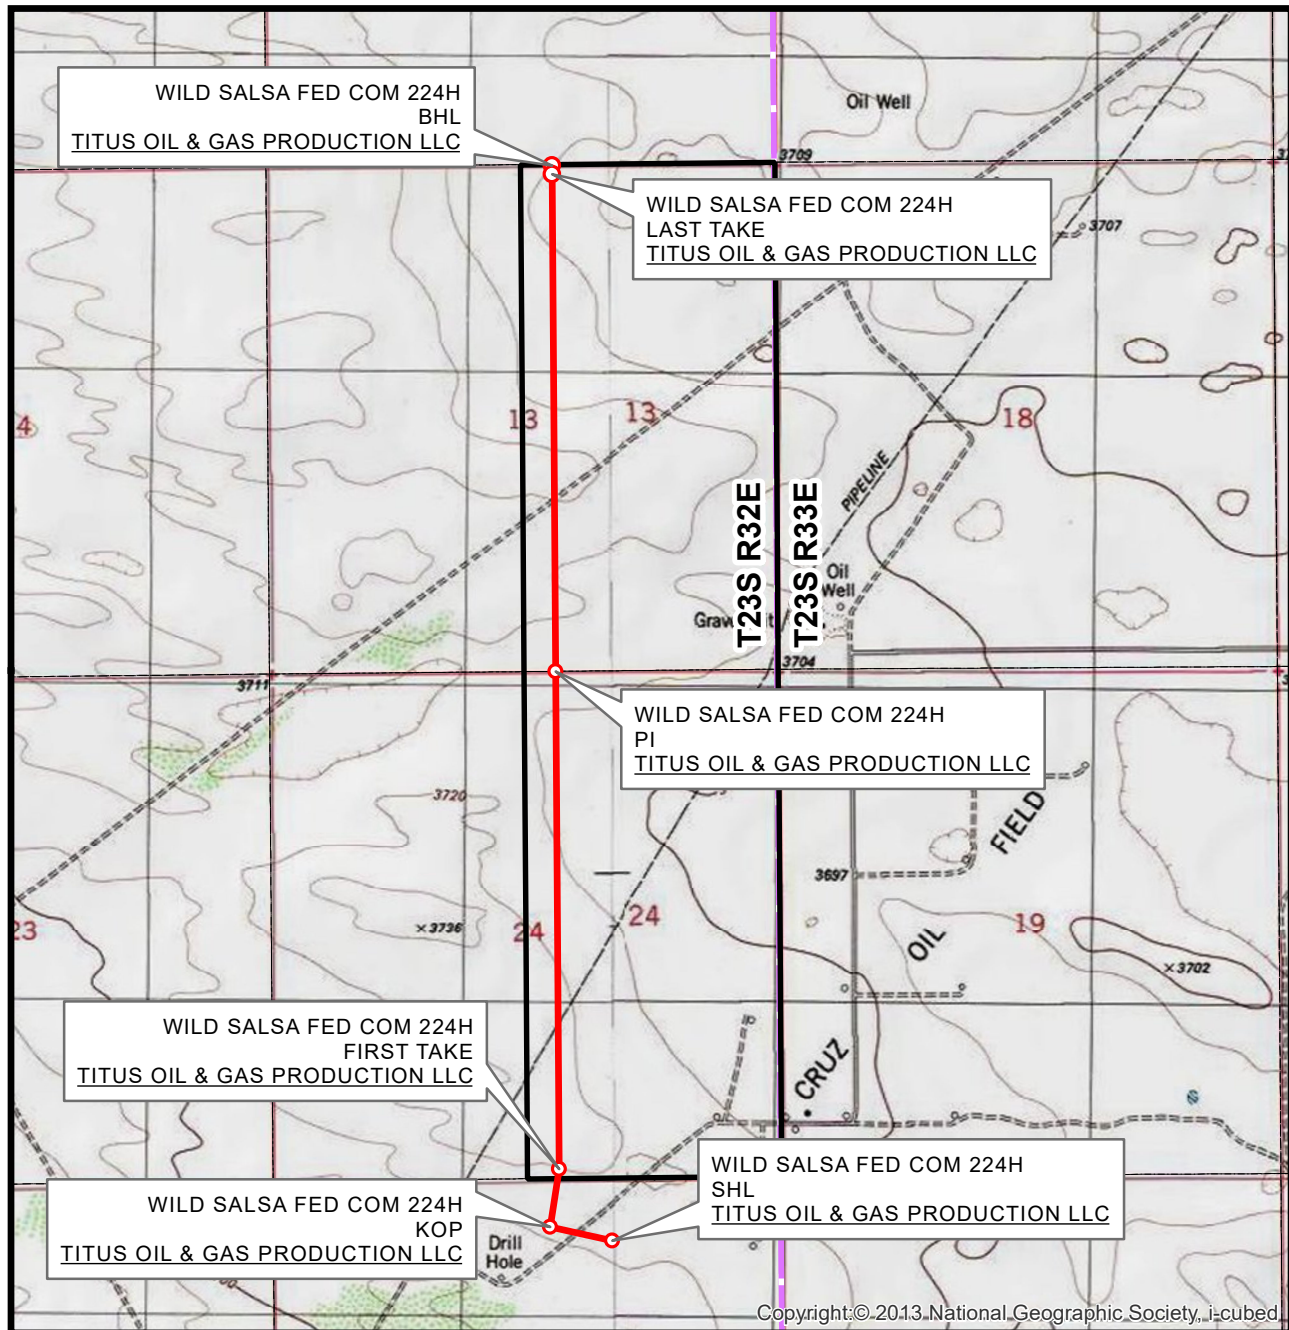 WILD SALSA FED COM 224H
BHL
TITUS OIL & GAS PRODUCTION LLC
Oil Well
3709
WILD SALSA FED COM 224H
LAST TAKE
TITUS OIL & GAS PRODUCTION LLC
3707
13
13
18
4
PIPELINE
T23S R32E
T23S R33E
Oil
Well
3704
3711
WILD SALSA FED COM 224H
PI
TITUS OIL & GAS PRODUCTION LLC
3720
FIELD
3697
23
×3736
24
24
OIL
19
×3702
WILD SALSA FED COM 224H
FIRST TAKE
TITUS OIL & GAS PRODUCTION LLC
CRUZ
WILD SALSA FED COM 224H
SHL
TITUS OIL & GAS PRODUCTION LLC
WILD SALSA FED COM 224H
KOP
TITUS OIL & GAS PRODUCTION LLC
Drill
Hole
Copyright:© 2013 National Geographic Society, i-cubed